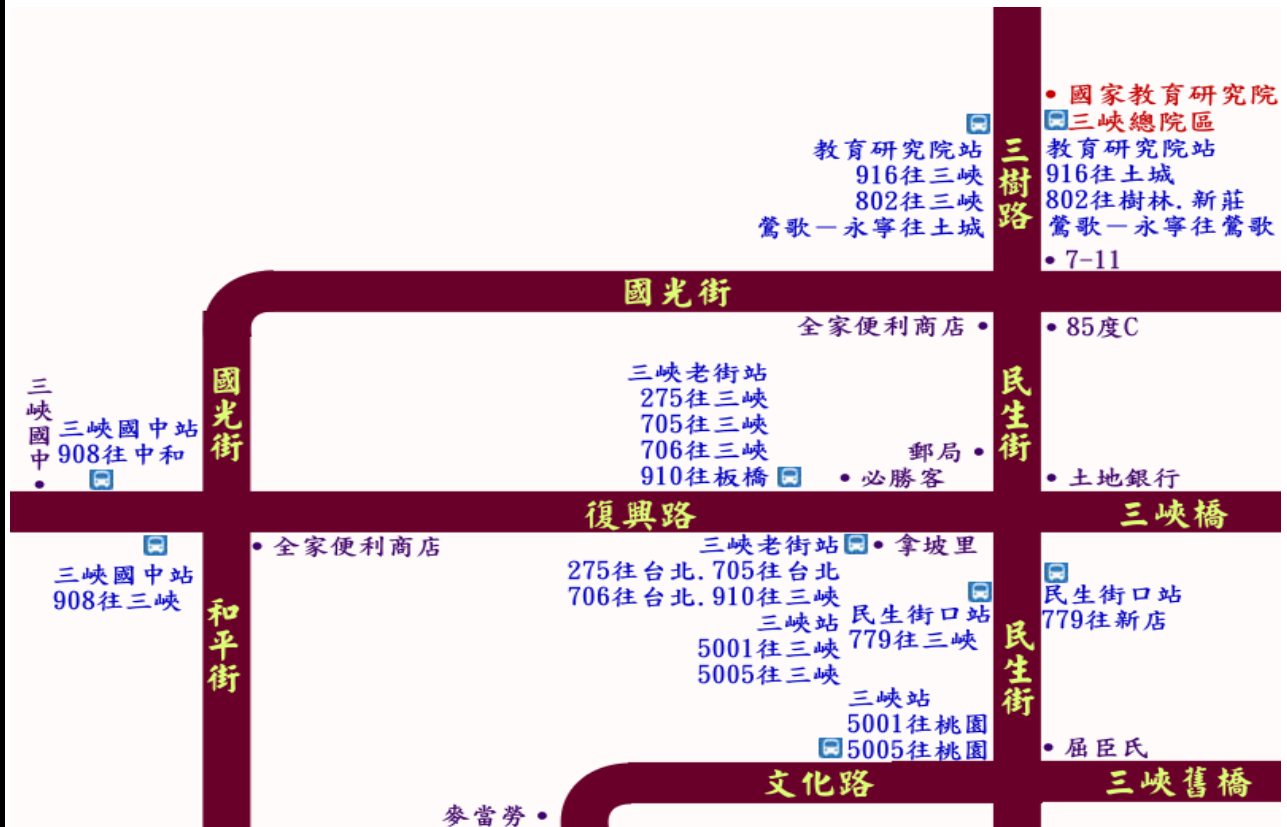 國家教育研究院
三峽總院區
教育研究院站
916往三峽
802往三峽
鶯歌－永寧往土城
三樹路
教育研究院站
916往土城
802往樹林.新莊
鶯歌－永寧往鶯歌
7-11
國光街
全家便利商店
85度C
三峽國中
三峽國中站
908往中和
國光街
三峽老街站
275往三峽
705往三峽
706往三峽
910往板橋
郵局
必勝客
民生街
土地銀行
復興路
三峽橋
三峽國中站
908往三峽
和平街
全家便利商店
三峽老街站
275往台北.705往台北
706往台北.910往三峽
三峽站
5001往三峽
5005往三峽
拿坡里
民生街口站
779往三峽
三峽站
5001往桃園
5005往桃園
民生街
民生街口站
779往新店
屈臣氏
文化路
三峽舊橋
麥當勞